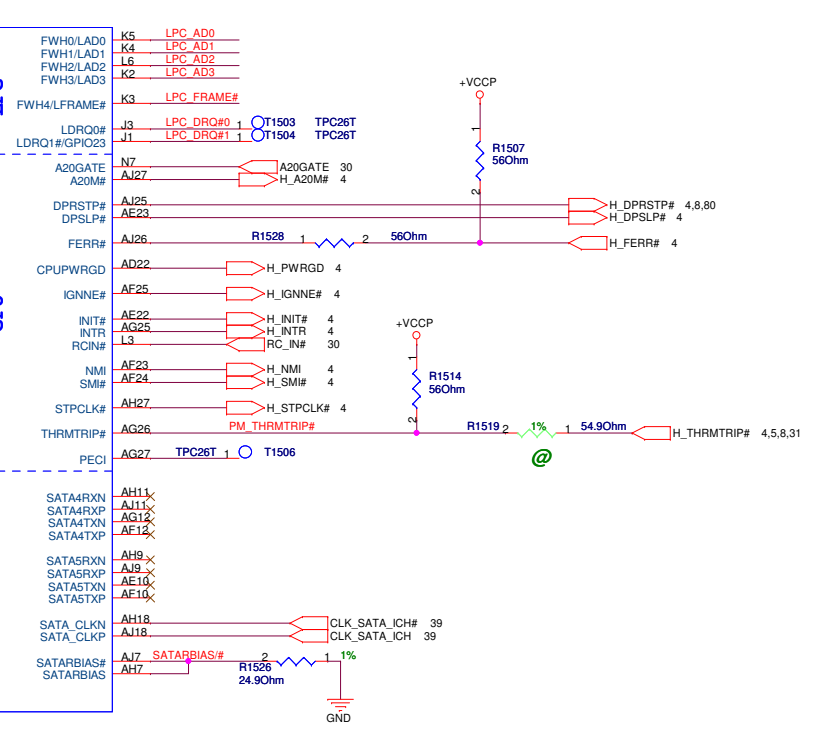 FWH0/LAD0 K5 LPC_AD0
FWH1/LAD1 K4 LPC_AD1
FWH2/LAD2 L6 LPC_AD2
FWH3/LAD3 K2 LPC_AD3
FWH4/LFRAME# K3 LPC_FRAME#
LDRQ0# J3 LPC_DRQ#0 1 T1503 TPC26T
LDRQ1#/GPIO23 J1 LPC_DRQ#1 1 T1504 TPC26T
+VCCP
1
R1507
56Ohm
2
A20GATE N7 A20GATE 30
A20M# AJ27 H_A20M# 4
DPRSTP# AJ25 H_DPRSTP# 4,8,80
DPSLP# AE23 H_DPSLP# 4
FERR# AJ26 R1528 1 2 56Ohm H_FERR# 4
CPUPWRGD AD22 H_PWRGD 4
IGNNE# AF25 H_IGNNE# 4
INIT# AE22 H_INIT# 4
INTR AG25 H_INTR 4
RCIN# L3 RC_IN# 30
+VCCP
1
R1514
56Ohm
2
NMI AF23 H_NMI 4
SMI# AF24 H_SMI# 4
STPCLK# AH27 H_STPCLK# 4
THRMTRIP# AG26 PM_THRMTRIP# R1519 2 1% 1 54.9Ohm H_THRMTRIP# 4,5,8,31
@
PECI AG27 TPC26T 1 T1506
SATA4RXN AH11
SATA4RXP AJ11
SATA4TXN AG12
SATA4TXP AF12
SATA5RXN AH9
SATA5RXP AJ9
SATA5TXN AE10
SATA5TXP AF10
SATA_CLKN AH18 CLK_SATA_ICH# 39
SATA_CLKP AJ18 CLK_SATA_ICH 39
SATARBIAS# AJ7 SATARBIAS/# 2 1 1%
SATARBIAS AH7 R1526
24.9Ohm
GND